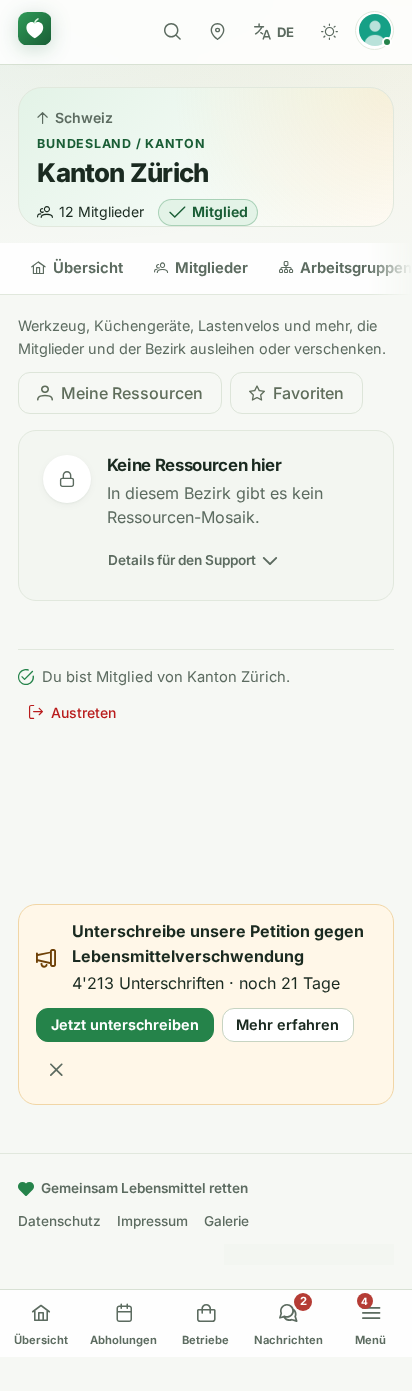 DE
Schweiz
BUNDESLAND / KANTON
Kanton Zürich
12 Mitglieder Mitglied
Übersicht Mitglieder Arbeitsgruppen
Werkzeug, Küchengeräte, Lastenvelos und mehr, die
Mitglieder und der Bezirk ausleihen oder verschenken.
Meine Ressourcen Favoriten
Keine Ressourcen hier
In diesem Bezirk gibt es kein
Ressourcen-Mosaik.
Details für den Support
Du bist Mitglied von Kanton Zürich.
Austreten
Unterschreibe unsere Petition gegen
Lebensmittelverschwendung
4'213 Unterschriften · noch 21 Tage
Jetzt unterschreiben Mehr erfahren
Gemeinsam Lebensmittel retten
Datenschutz Impressum Galerie
2 4
Übersicht Abholungen Betriebe Nachrichten Menü